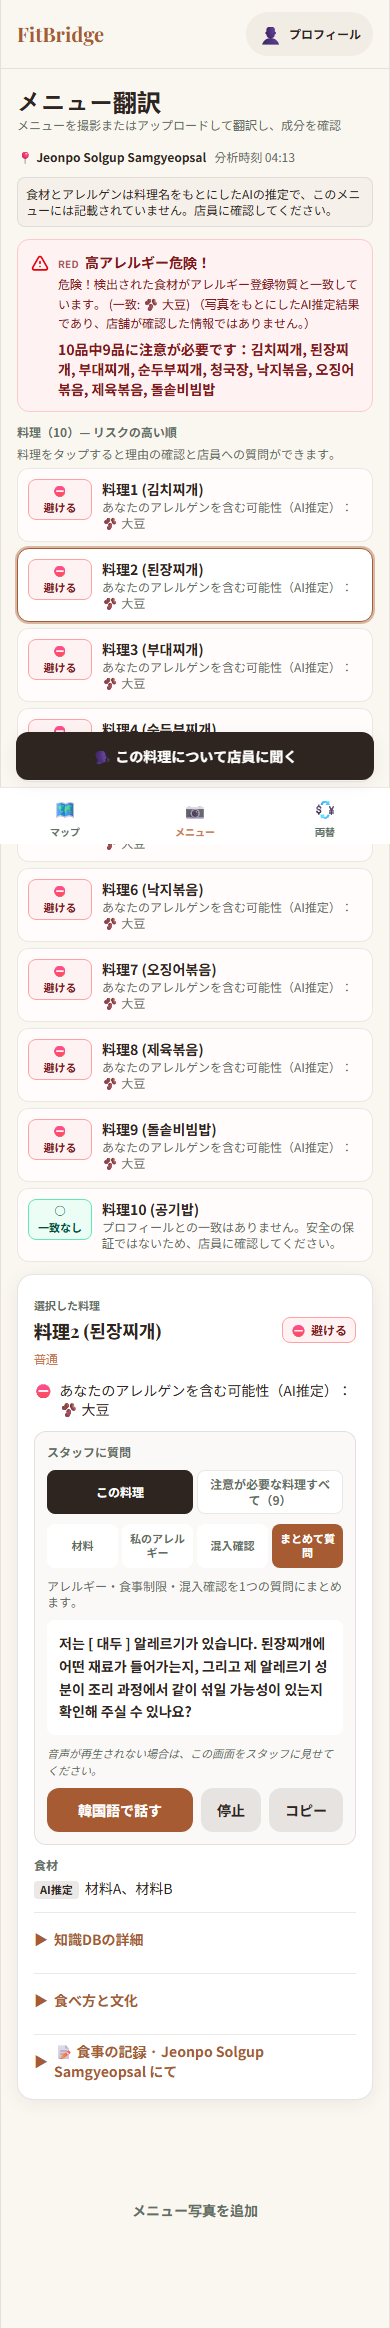 FitBridge
プロフィール
メニュー翻訳
メニューを撮影またはアップロードして翻訳し、成分を確認
Jeonpo Solgup Samgyeopsal 分析時刻 04:13
食材とアレルゲンは料理名をもとにしたAIの推定で、このメニ
ューには記載されていません。店員に確認してください。
RED 高アレルギー危険！
危険！検出された食材がアレルギー登録物質と一致して
います。 (一致: 大豆) （写真をもとにしたAI推定結果
であり、店舗が確認した情報ではありません。）
10品中9品に注意が必要です：김치찌개, 된장찌
개, 부대찌개, 순두부찌개, 청국장, 낙지볶음, 오징어
볶음, 제육볶음, 돌솥비빔밥
料理（10）— リスクの高い順
料理をタップすると理由の確認と店員への質問ができます。
避ける
料理1 (김치찌개)
あなたのアレルゲンを含む可能性（AI推定）：
大豆
避ける
料理2 (된장찌개)
あなたのアレルゲンを含む可能性（AI推定）：
大豆
避ける
料理3 (부대찌개)
あなたのアレルゲンを含む可能性（AI推定）：
大豆
料理4 (순두부찌개)
この料理について店員に聞く
マップ
メニュー
両替
大豆
避ける
料理6 (낙지볶음)
あなたのアレルゲンを含む可能性（AI推定）：
大豆
避ける
料理7 (오징어볶음)
あなたのアレルゲンを含む可能性（AI推定）：
大豆
避ける
料理8 (제육볶음)
あなたのアレルゲンを含む可能性（AI推定）：
大豆
避ける
料理9 (돌솥비빔밥)
あなたのアレルゲンを含む可能性（AI推定）：
大豆
一致なし
料理10 (공기밥)
プロフィールとの一致はありません。安全の保
証ではないため、店員に確認してください。
選択した料理
料理2 (된장찌개)
避ける
普通
あなたのアレルゲンを含む可能性（AI推定）：
大豆
スタッフに質問
この料理
注意が必要な料理すべ
て（9）
材料
私のアレル
ギー
混入確認
まとめて質
問
アレルギー・食事制限・混入確認を1つの質問にまとめ
ます。
저는 [ 대두 ] 알레르기가 있습니다. 된장찌개에
어떤 재료가 들어가는지, 그리고 제 알레르기 성
분이 조리 과정에서 같이 섞일 가능성이 있는지
확인해 주실 수 있나요?
音声が再生されない場合は、この画面をスタッフに見せて
ください。
韓国語で話す
停止
コピー
食材
AI推定 材料A、材料B
▶ 知識DBの詳細
▶ 食べ方と文化
▶ 食事の記録 · Jeonpo Solgup
Samgyeopsal にて
メニュー写真を追加